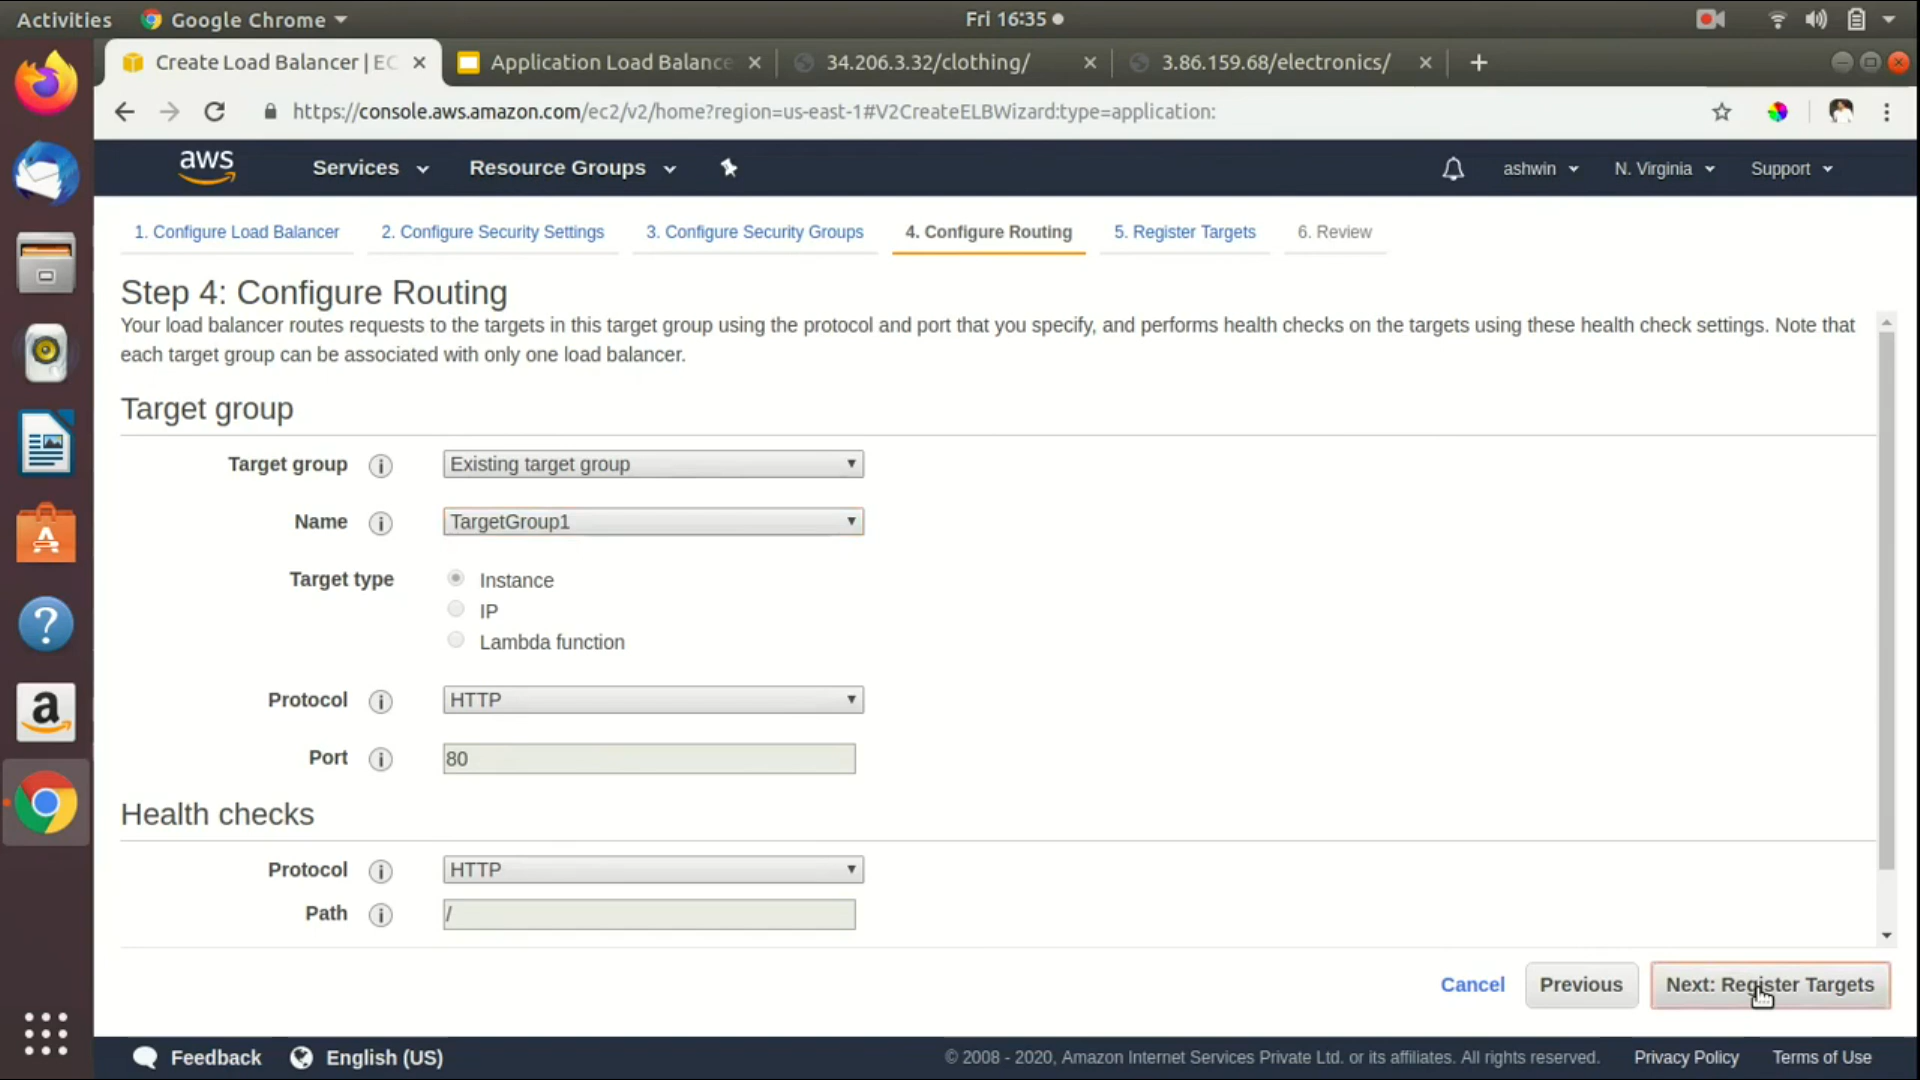 Activities
Google Chrome
Fri 16:35
Create Load Balancer | EC
Application Load Balance
34.206.3.32/clothing/
3.86.159.68/electronics/
https://console.aws.amazon.com/ec2/v2/home?region=us-east-1#V2CreateELBWizard:type=application:
aws
Services
Resource Groups
ashwin
N. Virginia
Support
1. Configure Load Balancer
2. Configure Security Settings
3. Configure Security Groups
4. Configure Routing
5. Register Targets
6. Review
Step 4: Configure Routing
Your load balancer routes requests to the targets in this target group using the protocol and port that you specify, and performs health checks on the targets using these health check settings. Note that
each target group can be associated with only one load balancer.
Target group
Target group
i
Existing target group
Name
i
TargetGroup1
Target type
Instance
IP
Lambda function
Protocol
i
HTTP
Port
i
80
Health checks
Protocol
i
HTTP
Path
i
/
Cancel
Previous
Next: Register Targets
Feedback
English (US)
© 2008 - 2020, Amazon Internet Services Private Ltd. or its affiliates. All rights reserved.
Privacy Policy
Terms of Use